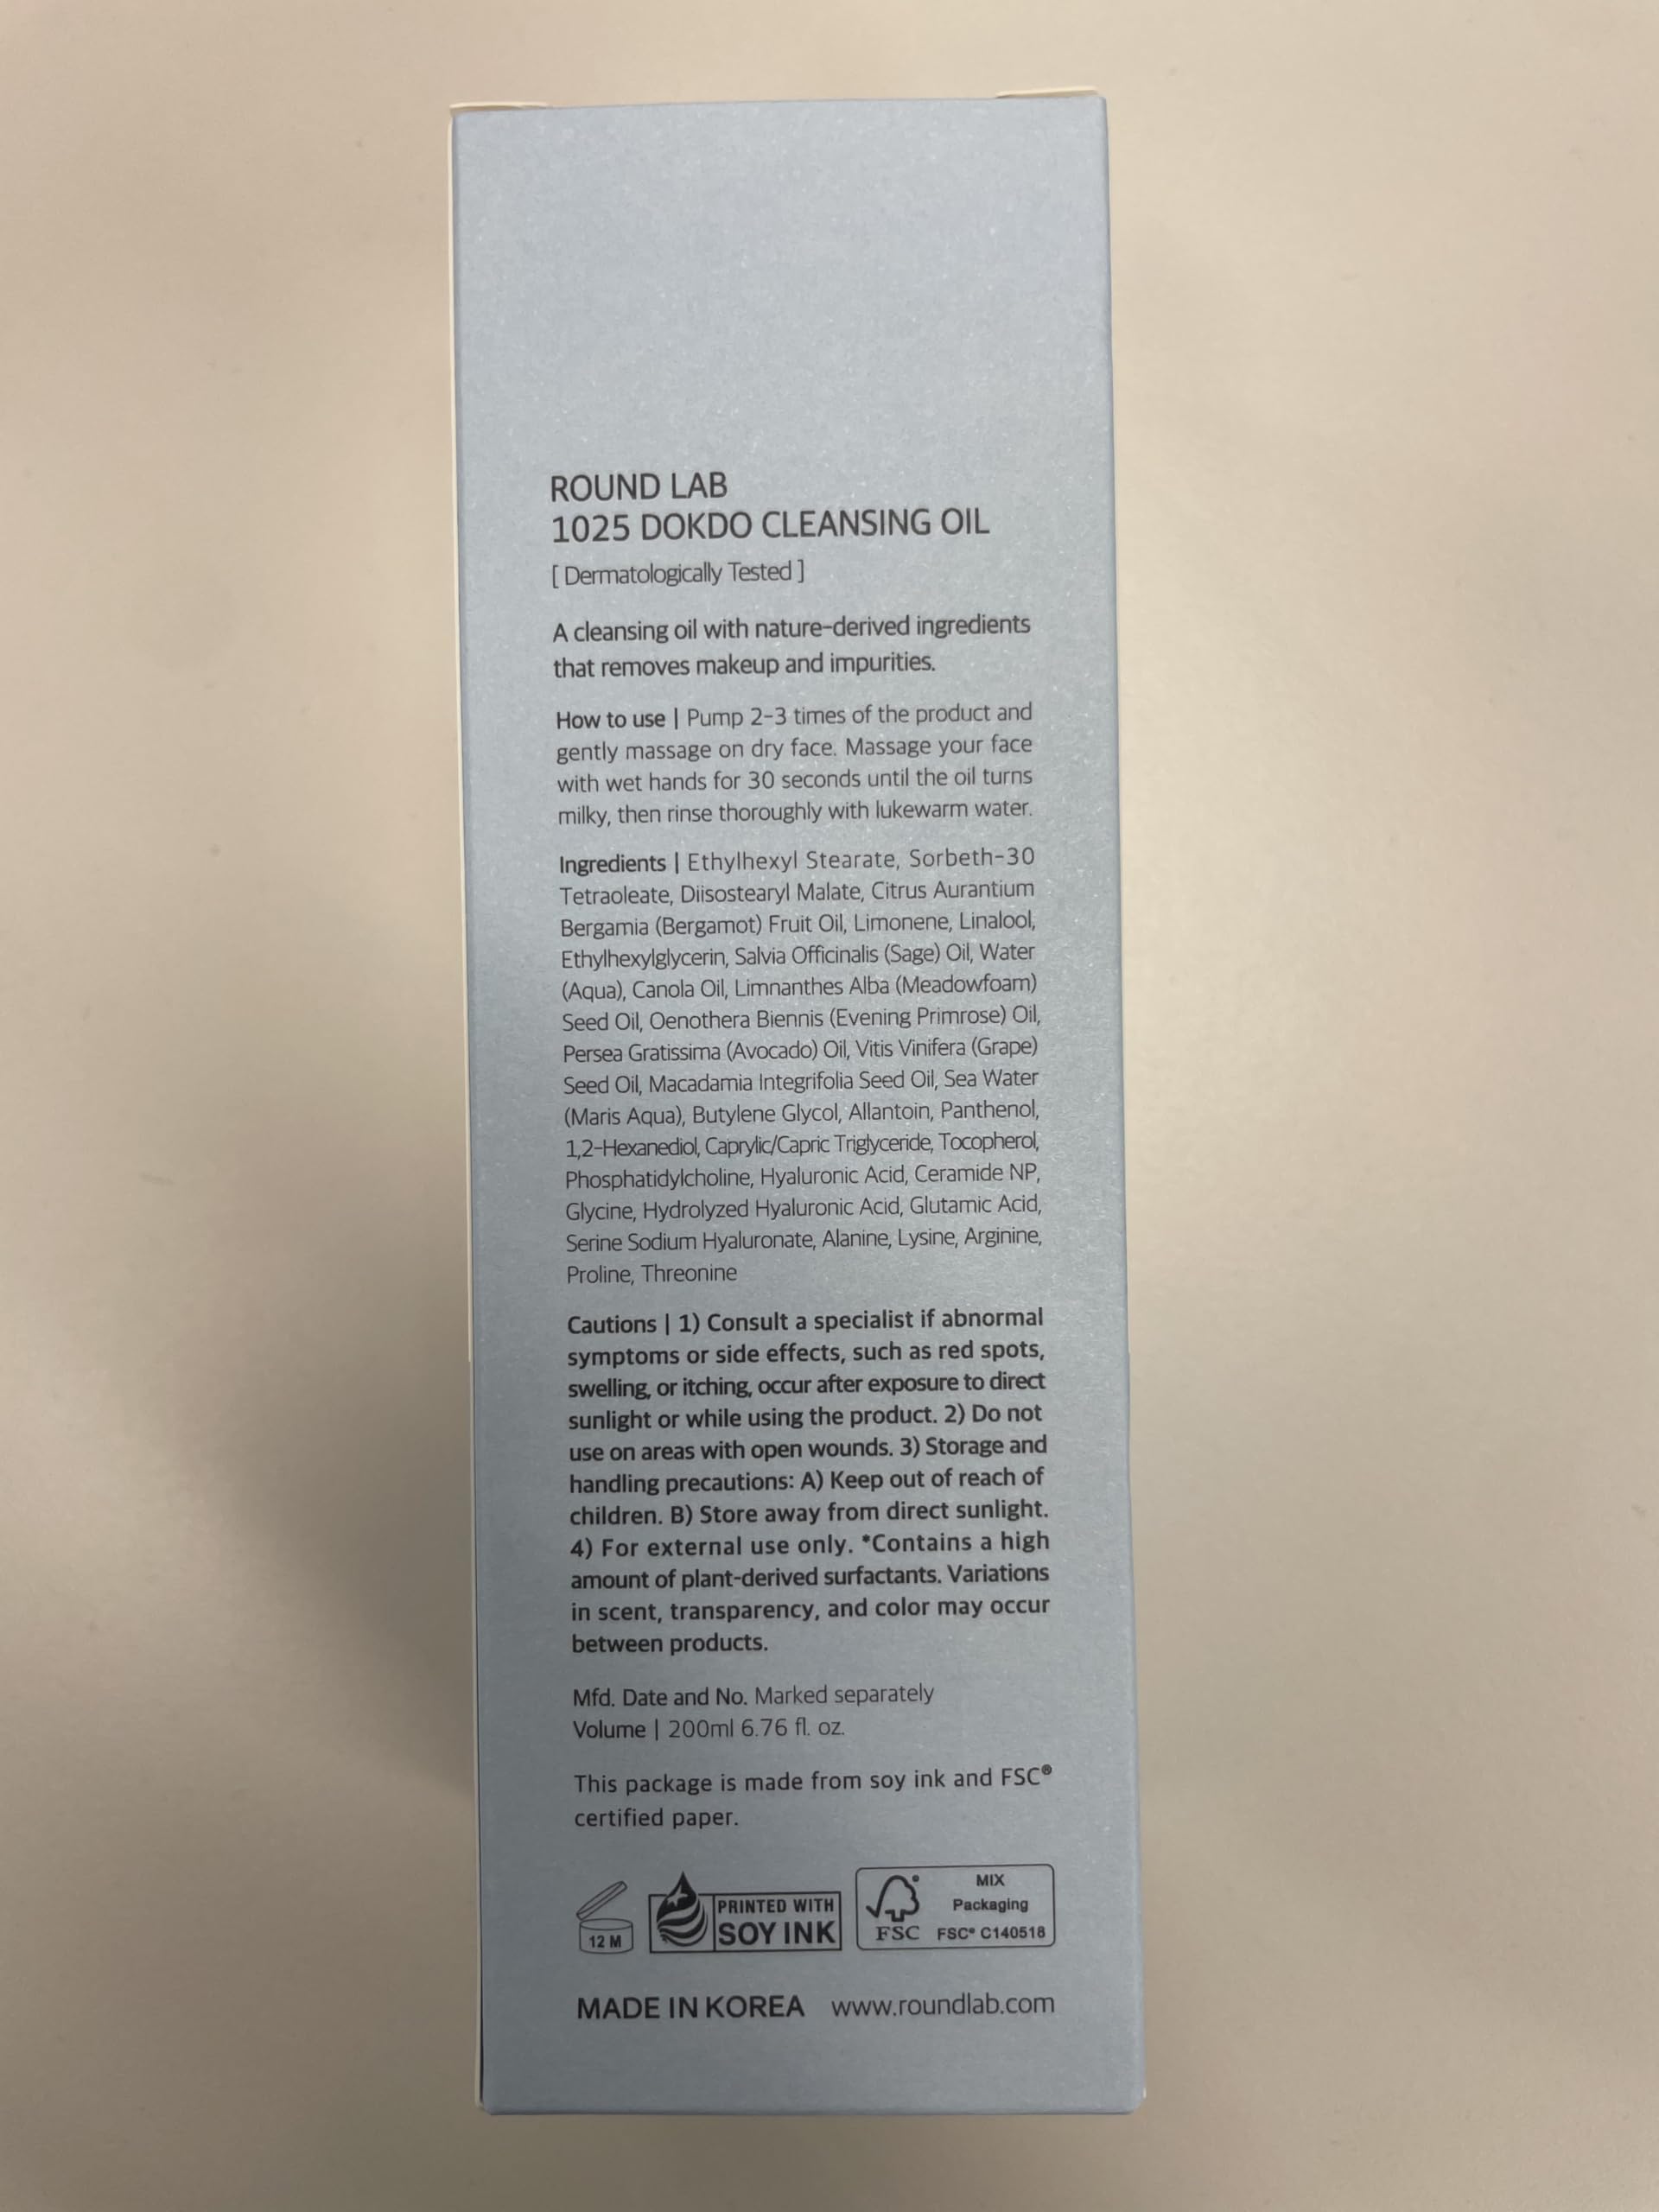 ROUND LAB
1025 DOKDO CLEANSING OIL
[ Dermatologically Tested ]
A cleansing oil with nature-derived ingredients
that removes makeup and impurities.
How to use | Pump 2-3 times of the product and
gently massage on dry face. Massage your face
with wet hands for 30 seconds until the oil turns
milky, then rinse thoroughly with lukewarm water.
Ingredients | Ethylhexyl Stearate, Sorbeth-30
Tetraoleate, Diisostearyl Malate, Citrus Aurantium
Bergamia (Bergamot) Fruit Oil, Limonene, Linalool,
Ethylhexylglycerin, Salvia Officinalis (Sage) Oil, Water
(Aqua), Canola Oil, Limnanthes Alba (Meadowfoam)
Seed Oil, Oenothera Biennis (Evening Primrose) Oil,
Persea Gratissima (Avocado) Oil, Vitis Vinifera (Grape)
Seed Oil, Macadamia Integrifolia Seed Oil, Sea Water
(Maris Aqua), Butylene Glycol, Allantoin, Panthenol,
1,2-Hexanediol, Caprylic/Capric Triglyceride, Tocopherol,
Phosphatidylcholine, Hyaluronic Acid, Ceramide NP,
Glycine, Hydrolyzed Hyaluronic Acid, Glutamic Acid,
Serine Sodium Hyaluronate, Alanine, Lysine, Arginine,
Proline, Threonine
Cautions | 1) Consult a specialist if abnormal
symptoms or side effects, such as red spots,
swelling, or itching, occur after exposure to direct
sunlight or while using the product. 2) Do not
use on areas with open wounds. 3) Storage and
handling precautions: A) Keep out of reach of
children. B) Store away from direct sunlight.
4) For external use only. *Contains a high
amount of plant-derived surfactants. Variations
in scent, transparency, and color may occur
between products.
Mfd. Date and No. Marked separately
Volume | 200ml 6.76 fl. oz.
This package is made from soy ink and FSC®
certified paper.
12 M
PRINTED WITH
SOY INK
FSC
MIX
Packaging
FSC® C140518
MADE IN KOREA www.roundlab.com